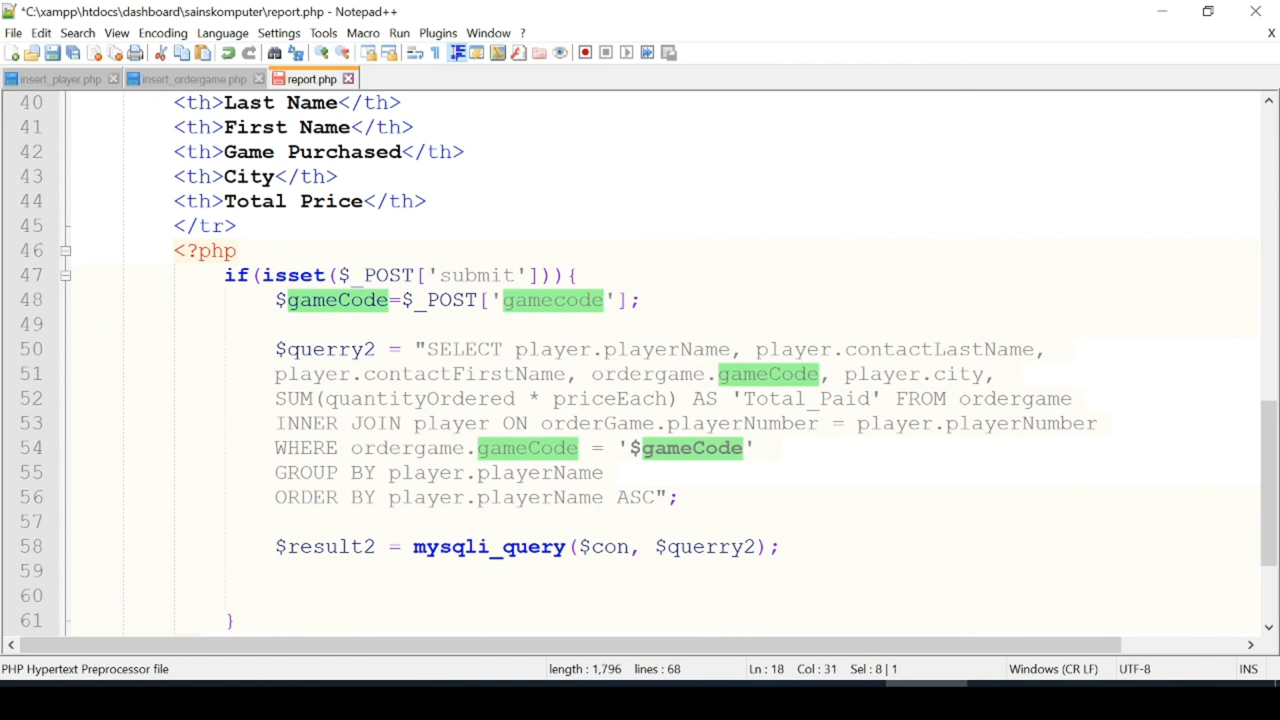 *C:\xampp\htdocs\dashboard\sainskomputer\report.php - Notepad++
File Edit Search View Encoding Language Settings Tools Macro Run Plugins Window ? X
insert_player.php insert_ordergame.php report.php
40 <th>Last Name</th>
41 <th>First Name</th>
42 <th>Game Purchased</th>
43 <th>City</th>
44 <th>Total Price</th>
45 </tr>
46 <?php
47 if(isset($_POST['submit'])){
48 $gameCode=$_POST['gamecode'];
49
50 $querry2 = "SELECT player.playerName, player.contactLastName,
51 player.contactFirstName, ordergame.gameCode, player.city,
52 SUM(quantityOrdered * priceEach) AS 'Total_Paid' FROM ordergame
53 INNER JOIN player ON orderGame.playerNumber = player.playerNumber
54 WHERE ordergame.gameCode = '$gameCode'
55 GROUP BY player.playerName
56 ORDER BY player.playerName ASC";
57
58 $result2 = mysqli_query($con, $querry2);
59
60
61 }
PHP Hypertext Preprocessor file length : 1,796 lines : 68 Ln : 18 Col : 31 Sel : 8 | 1 Windows (CR LF) UTF-8 INS